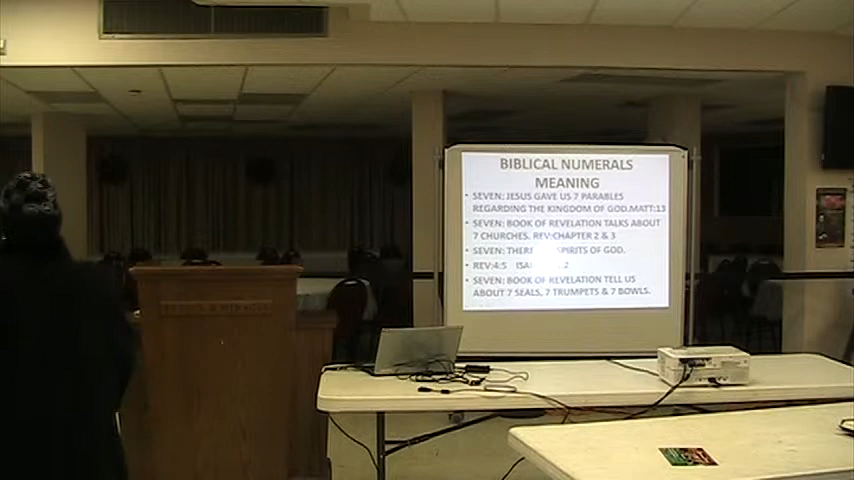 BIBLICAL NUMERALS
MEANING
• SEVEN: JESUS GAVE US 7 PARABLES
REGARDING THE KINGDOM OF GOD.MATT:13
• SEVEN: BOOK OF REVELATION TALKS ABOUT
7 CHURCHES. REV:CHAPTER 2 & 3
• SEVEN: THERE SPIRITS OF GOD.
• REV:4:5 ISA 2
• SEVEN: BOOK OF REVELATION TELL US
ABOUT 7 SEALS, 7 TRUMPETS & 7 BOWLS.